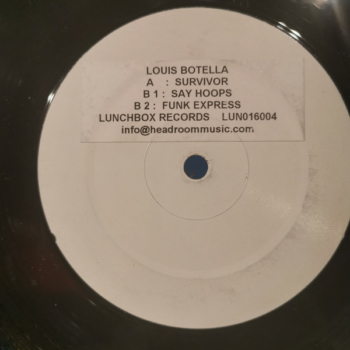 LOUIS BOTELLA
A : SURVIVOR
B 1 : SAY HOOPS
B 2 : FUNK EXPRESS
LUNCHBOX RECORDS LUN016004
info@headroommusic.com